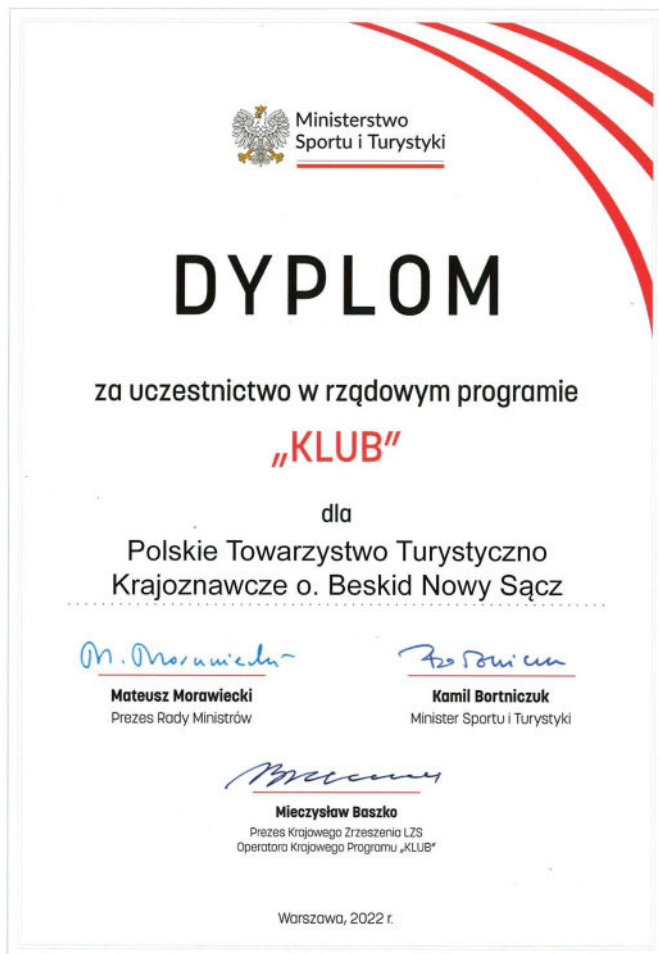 Ministerstwo
Sportu i Turystyki
DYPLOM
za uczestnictwo w rządowym programie
„KLUB”
dla
Polskie Towarzystwo Turystyczno
Krajoznawcze o. Beskid Nowy Sącz
M. Morawiecki
Mateusz Morawiecki
Prezes Rady Ministrów
Kamil Bortniczuk
Minister Sportu i Turystyki
Mieczysław Baszko
Prezes Krajowego Zrzeszenia LZS
Operatora Krajowego Programu „KLUB”
Warszawa, 2022 r.